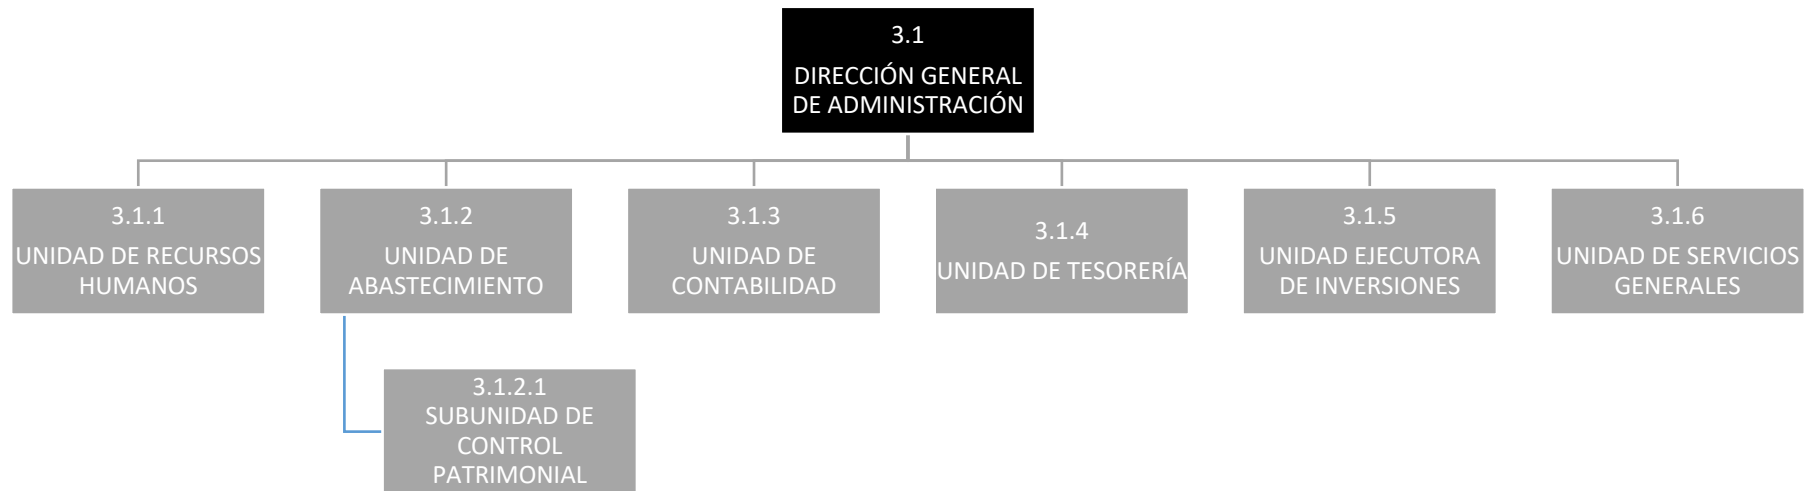 3.1
DIRECCIÓN GENERAL
DE ADMINISTRACIÓN
3.1.1
UNIDAD DE RECURSOS
HUMANOS
3.1.2
UNIDAD DE
ABASTECIMIENTO
3.1.3
UNIDAD DE
CONTABILIDAD
3.1.4
UNIDAD DE TESORERÍA
3.1.5
UNIDAD EJECUTORA
DE INVERSIONES
3.1.6
UNIDAD DE SERVICIOS
GENERALES
3.1.2.1
SUBUNIDAD DE
CONTROL
PATRIMONIAL